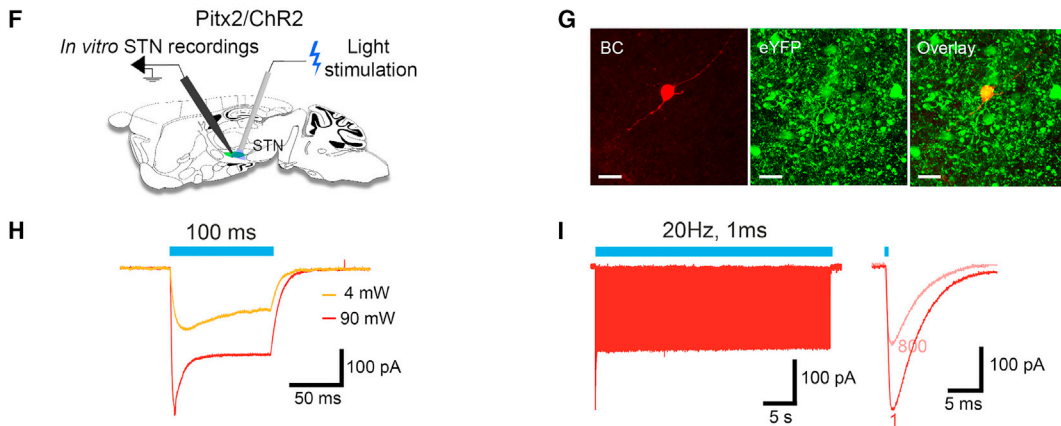 F
Pitx2/ChR2
In vitro STN recordings
Light
stimulation
STN
G
BC
eYFP
Overlay
H
100 ms
4 mW
90 mW
100 pA
50 ms
I
20Hz, 1ms
800
1
100 pA
5 s
100 pA
5 ms